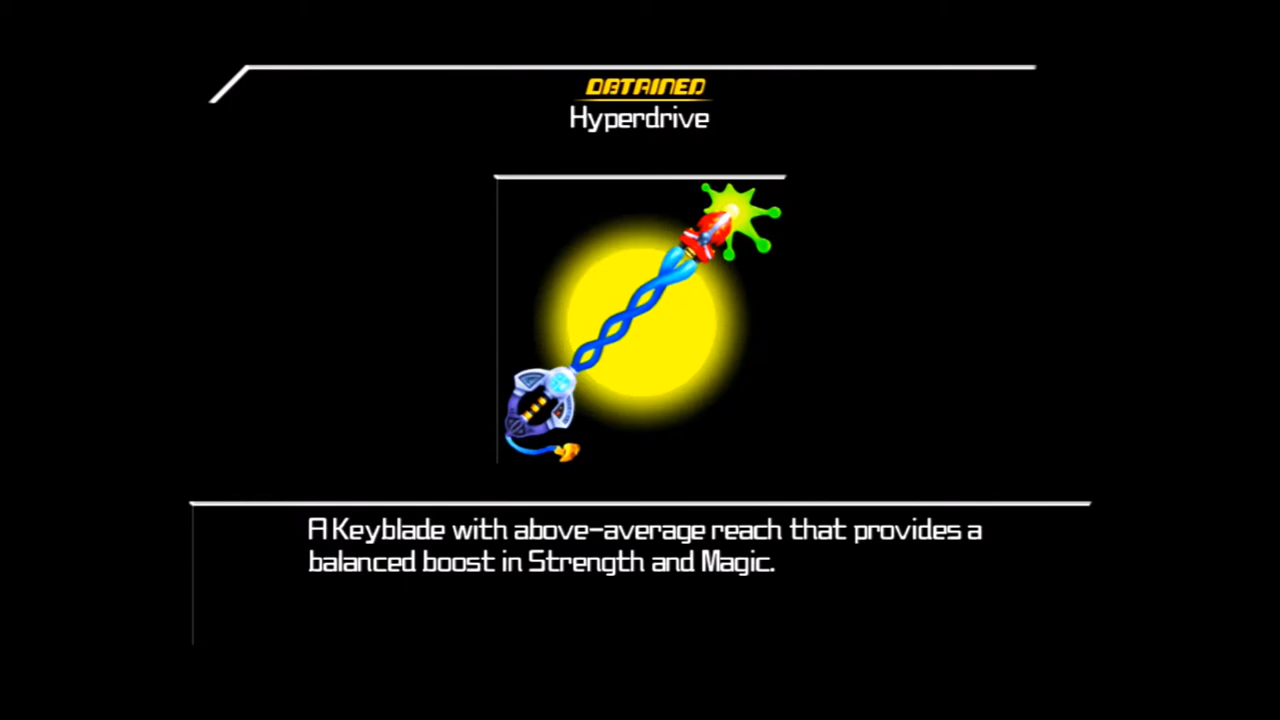 OBTAINED
Hyperdrive
A Keyblade with above-average reach that provides a
balanced boost in Strength and Magic.